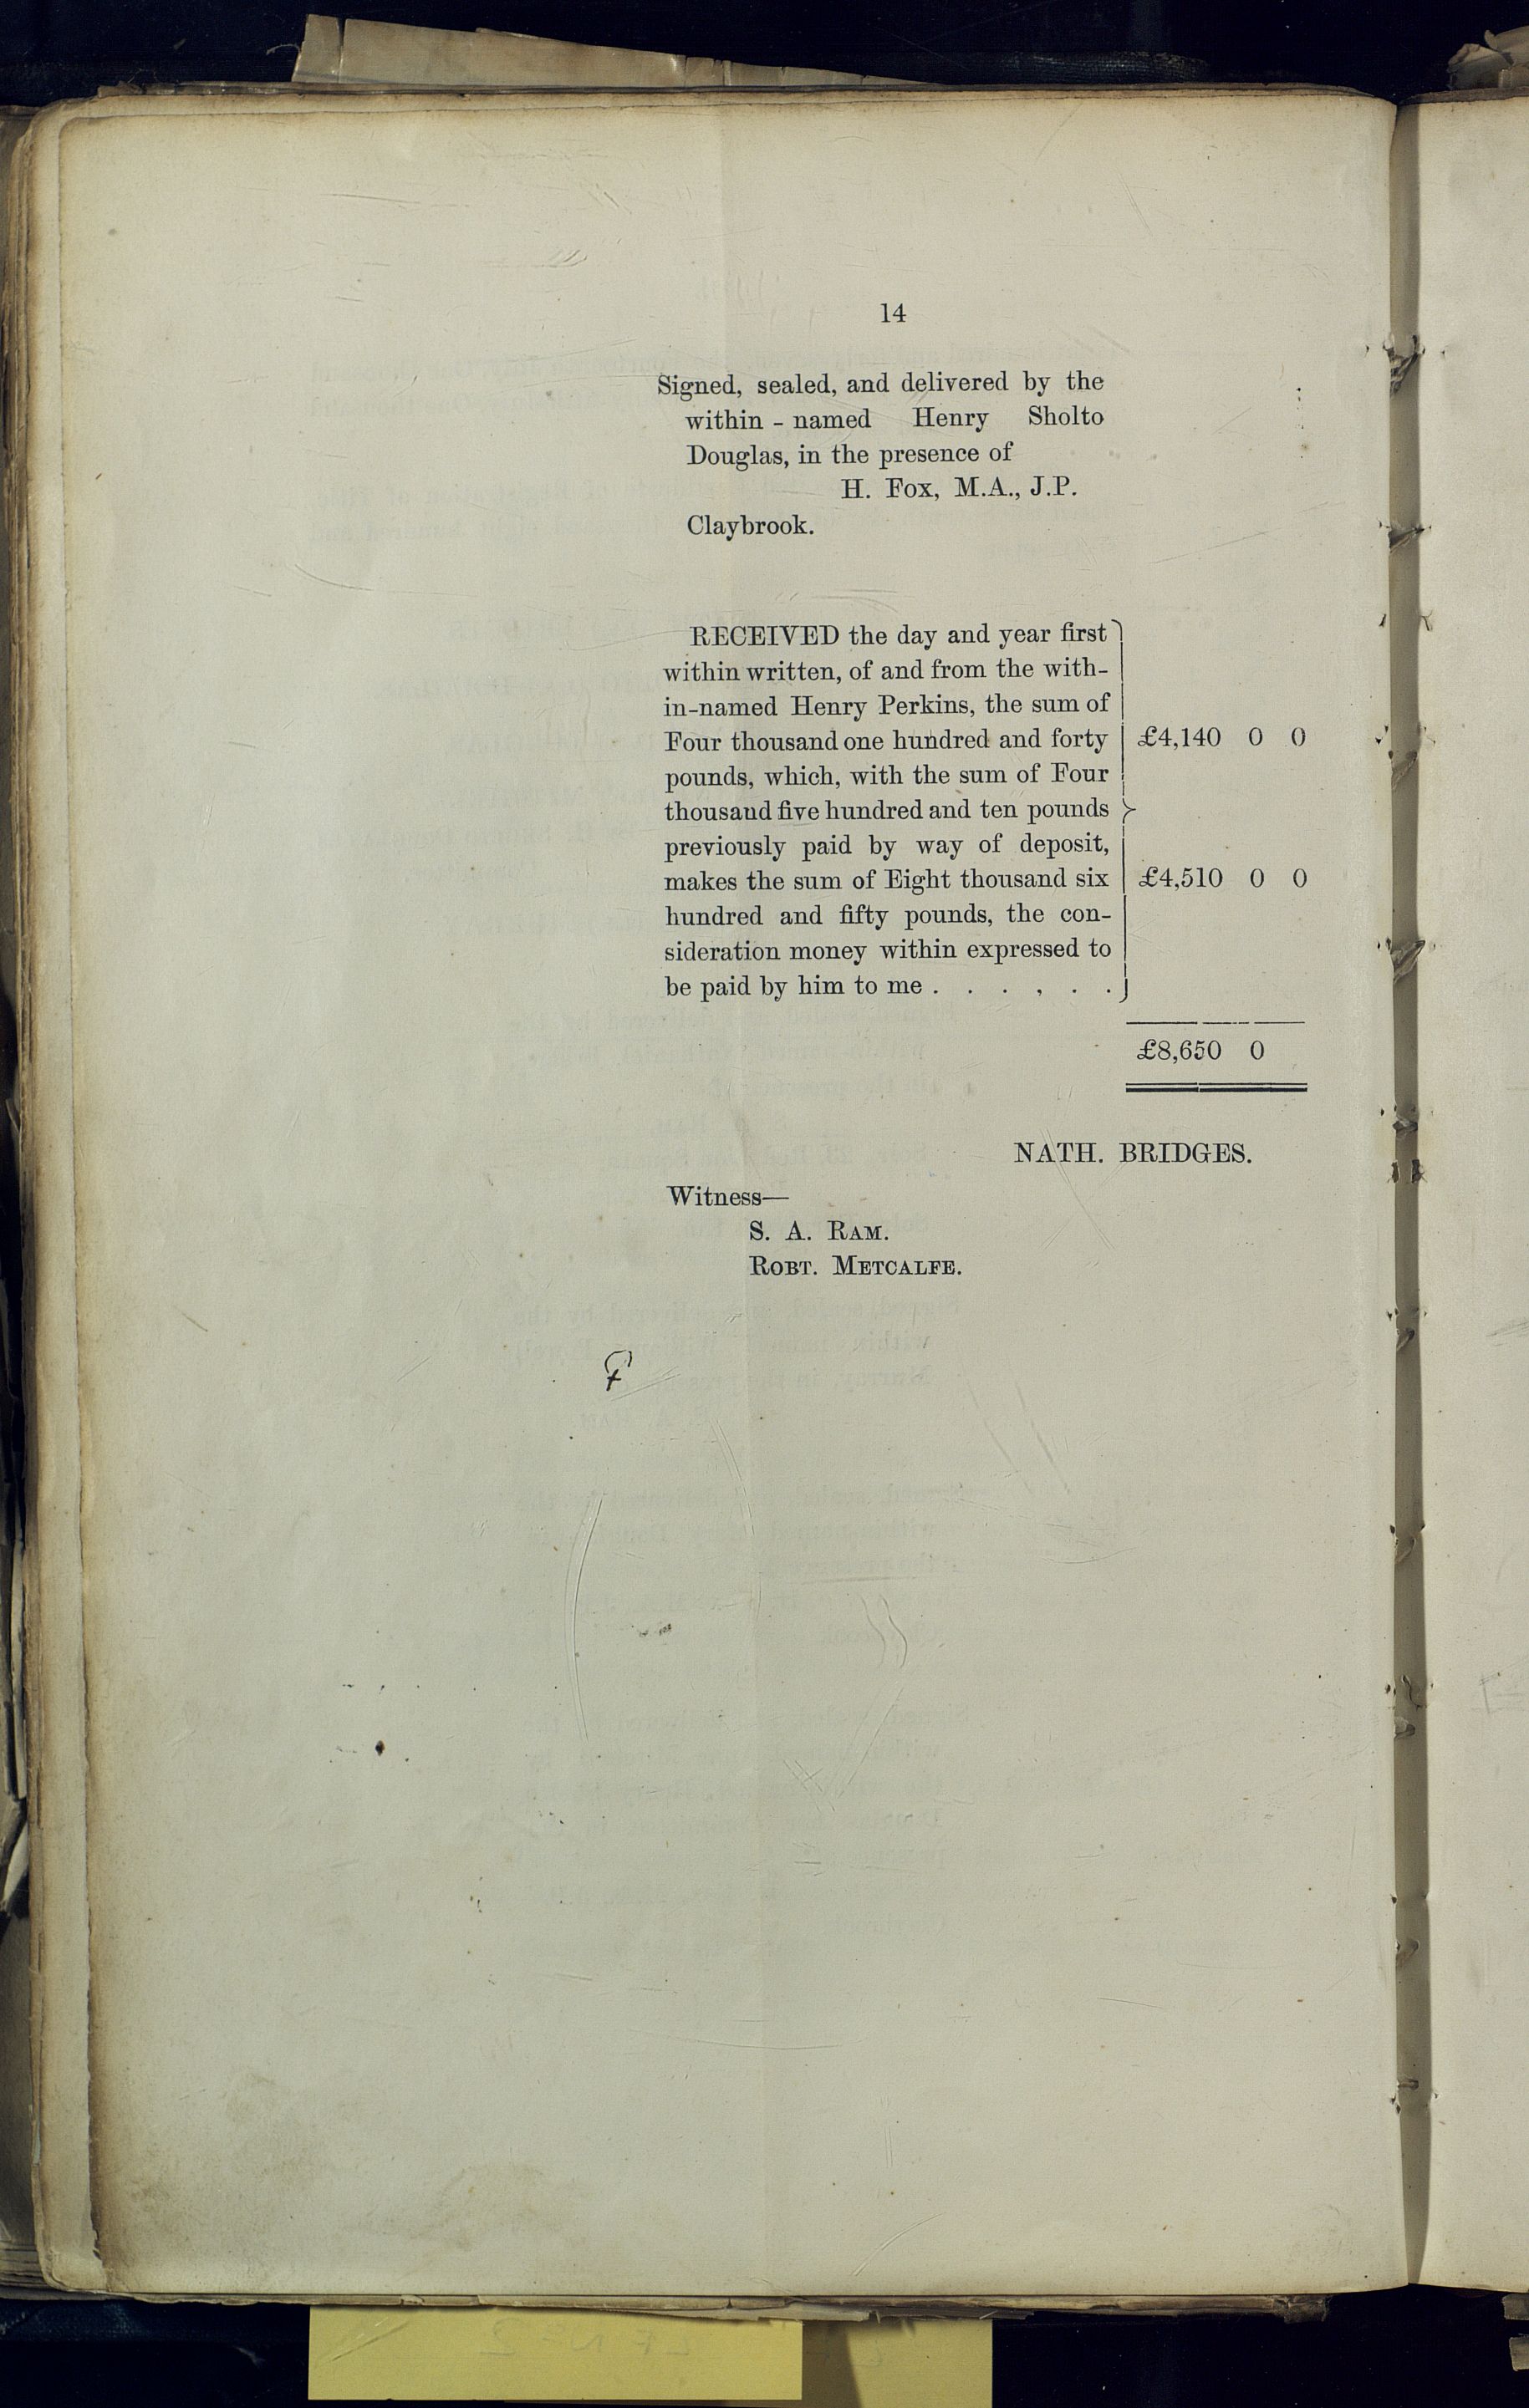 14
Signed, sealed, and delivered by the
within - named Henry Sholto
Douglas, in the presence of
H. Fox, M.A., J.P.
Claybrook.
RECEIVED the day and year first
within written, of and from the with-
in-named Henry Perkins, the sum of
Four thousand one hundred and forty £4,140 0 0
pounds, which, with the sum of Four
thousand five hundred and ten pounds
previously paid by way of deposit,
makes the sum of Eight thousand six £4,510 0 0
hundred and fifty pounds, the con-
sideration money within expressed to
be paid by him to me . . . , . .
£8,650 0
NATH. BRIDGES.
Witness—
S. A. RAM.
ROBT. METCALFE.